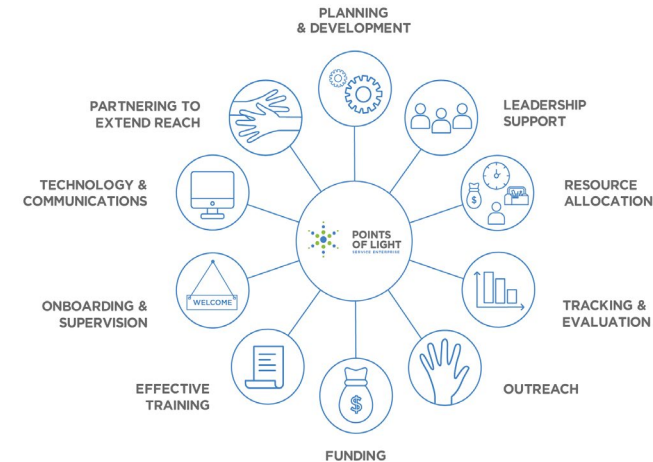 PLANNING
& DEVELOPMENT
LEADERSHIP
SUPPORT
RESOURCE
ALLOCATION
$
TRACKING &
EVALUATION
OUTREACH
FUNDING
$
EFFECTIVE
TRAINING
ONBOARDING &
SUPERVISION
WELCOME
TECHNOLOGY &
COMMUNICATIONS
PARTNERING TO
EXTEND REACH
POINTS
OF LIGHT
SERVICE ENTERPRISE